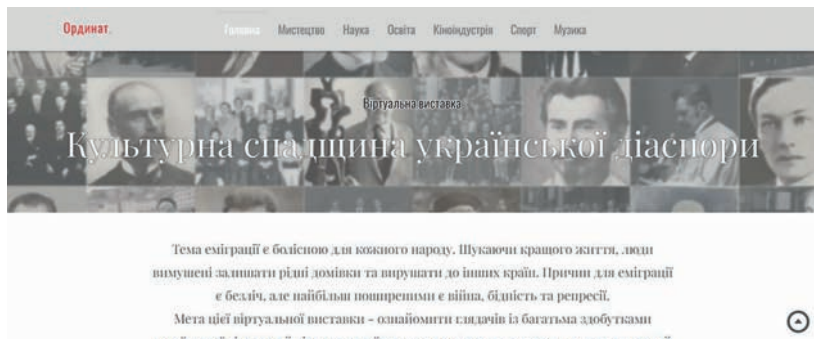 Ординат.
Головна Мистецтво Наука Освіта Кіноіндустрія Спорт Музика
Віртуальна виставка
Культурна спадщина української діаспори
Тема еміграції є болісною для кожного народу. Шукаючи кращого життя, люди
вимушені залишати рідні домівки та вирушати до інших країн. Причин для еміграції
є безліч, але найбільш поширеними є війна, бідність та репресії.
Мета цієї віртуальної виставки – ознайомити глядачів із багатьма здобутками